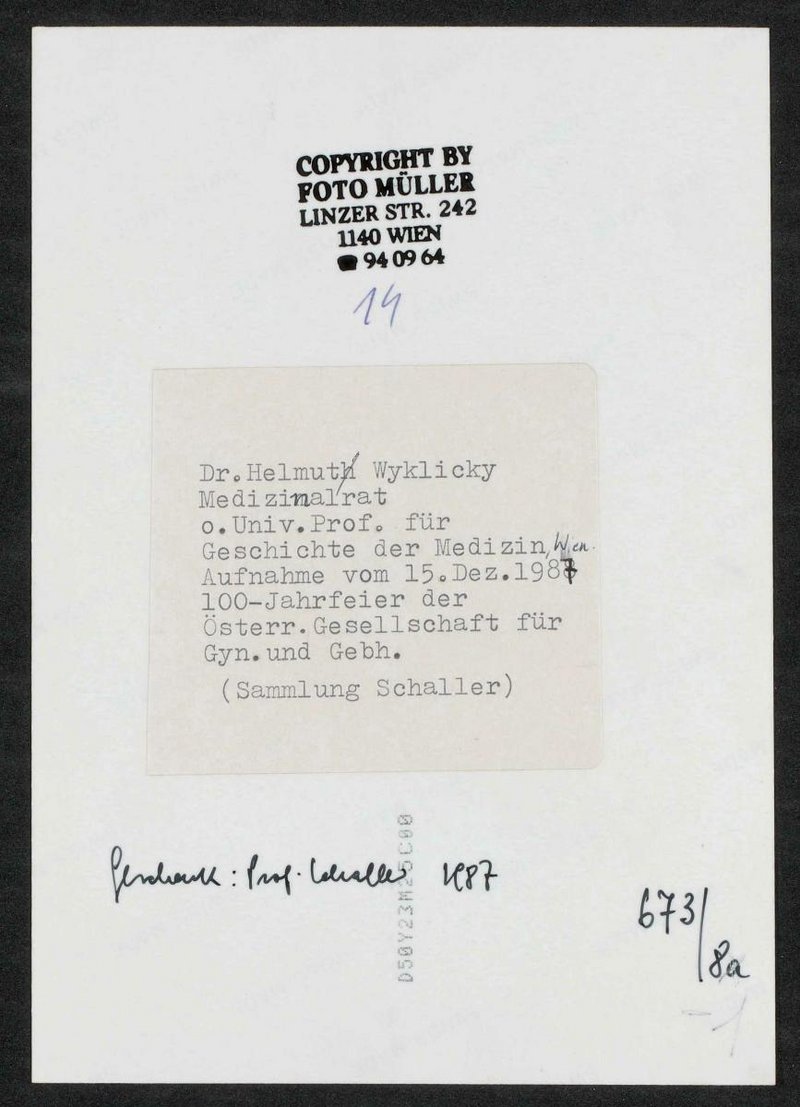 COPYRIGHT BY
FOTO MÜLLER
LINZER STR. 242
1140 WIEN
☎ 94 09 64
14
Dr.Helmuth Wyklicky
Medizinalrat
o.Univ.Prof. für
Geschichte der Medizin, Wien.
Aufnahme vom 15.Dez.1987
100-Jahrfeier der
Österr.Gesellschaft für
Gyn.und Gebh.
(Sammlung Schaller)
Geschenk: Prof. Schaller 1987
D50Y23M25C00
673/8a
-1